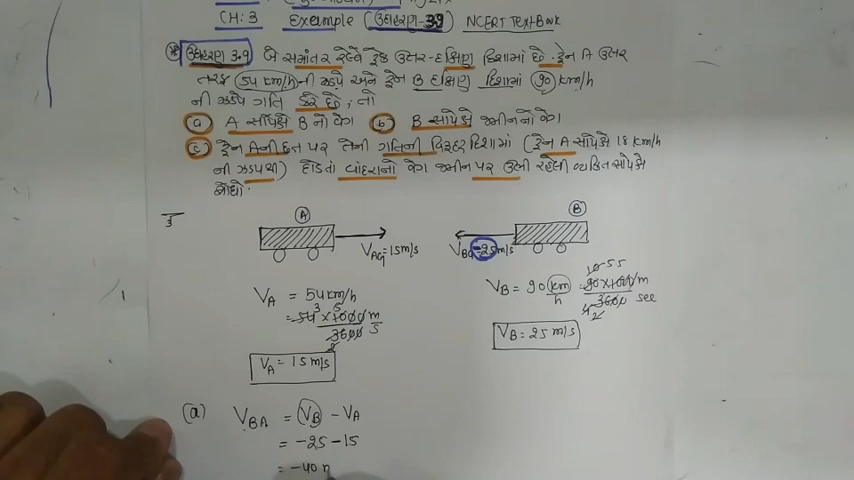 CH: 3 Example (ઉદાહરણ-3.9) NCERT TextBook
ઉદાહરણ 3.9 બે સમાંતર રેલ્વે ટ્રેક ઉત્તર-દક્ષિણ દિશામાં છે. ટ્રેન A ઉત્તર
તરફ (54 km/h) ની ઝડપે અને ટ્રેન B દક્ષિણ દિશામાં (90) km/h
ની ઝડપે ગતિ કરે છે, તો
(a) A સાપેક્ષે B નો વેગ (b) B સાપેક્ષે જમીનનો વેગ
(c) ટ્રેન A ની છત પર તેની ગતિની વિરૂદ્ધ દિશામાં (ટ્રેન A સાપેક્ષે 18 km/h
ની ઝડપથી) દોડતા વાંદરાનો વેગ જમીન પર ઉભી રહેલી વ્યક્તિ સાપેક્ષે
શોધો.
A B
VAG = 15 m/s VBG = -25 m/s
VA = 54 km/h
= 54 × 1000 m
3600 s
VA = 15 m/s
VB = 90 km/h = 90 × 1000 m
3600 sec
VB = 25 m/s
(a) VBA = VB - VA
= -25 - 15
= -40